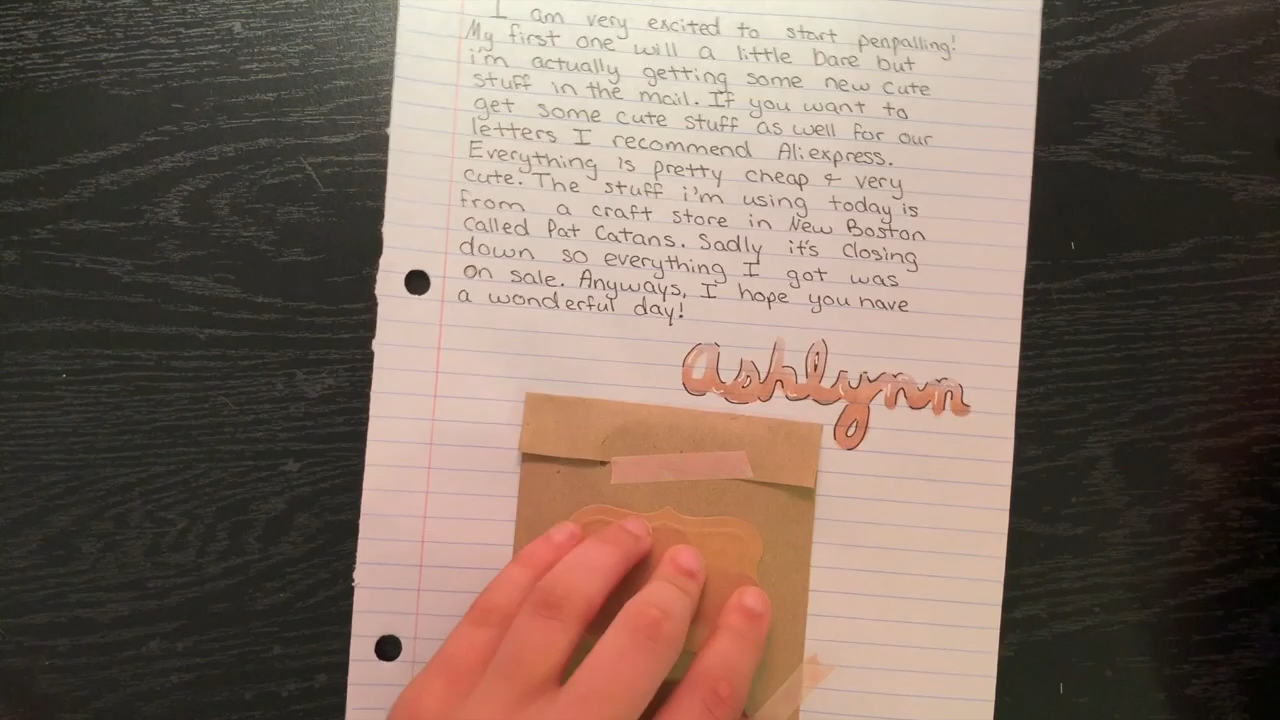 I am very excited to start penpalling!
My first one will a little bare but
i'm actually getting some new cute
stuff in the mail. If you want to
get some cute stuff as well for our
letters I recommend Aliexpress.
Everything is pretty cheap & very
cute. The stuff i'm using today is
from a craft store in New Boston
called Pat Catans. Sadly it's closing
down so everything I got was
on sale. Anyways, I hope you have
a wonderful day!
ashlynn